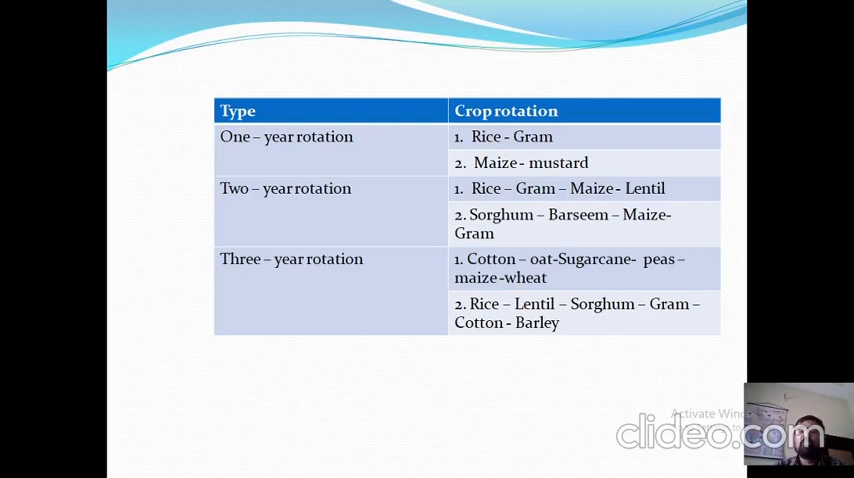 Type Crop rotation
One – year rotation 1. Rice - Gram
2. Maize - mustard
Two – year rotation 1. Rice – Gram – Maize - Lentil
2. Sorghum – Barseem – Maize-
Gram
Three – year rotation 1. Cotton – oat-Sugarcane- peas –
maize -wheat
2. Rice – Lentil – Sorghum – Gram –
Cotton - Barley
Activate
clideo.com